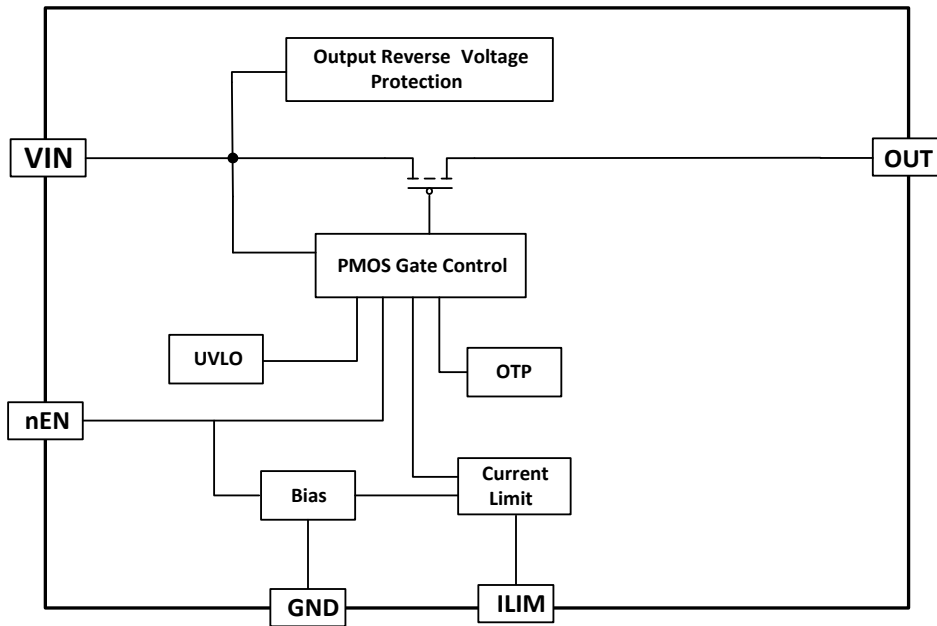 Output Reverse Voltage
Protection
VIN
OUT
PMOS Gate Control
UVLO
OTP
nEN
Current
Limit
Bias
GND
ILIM